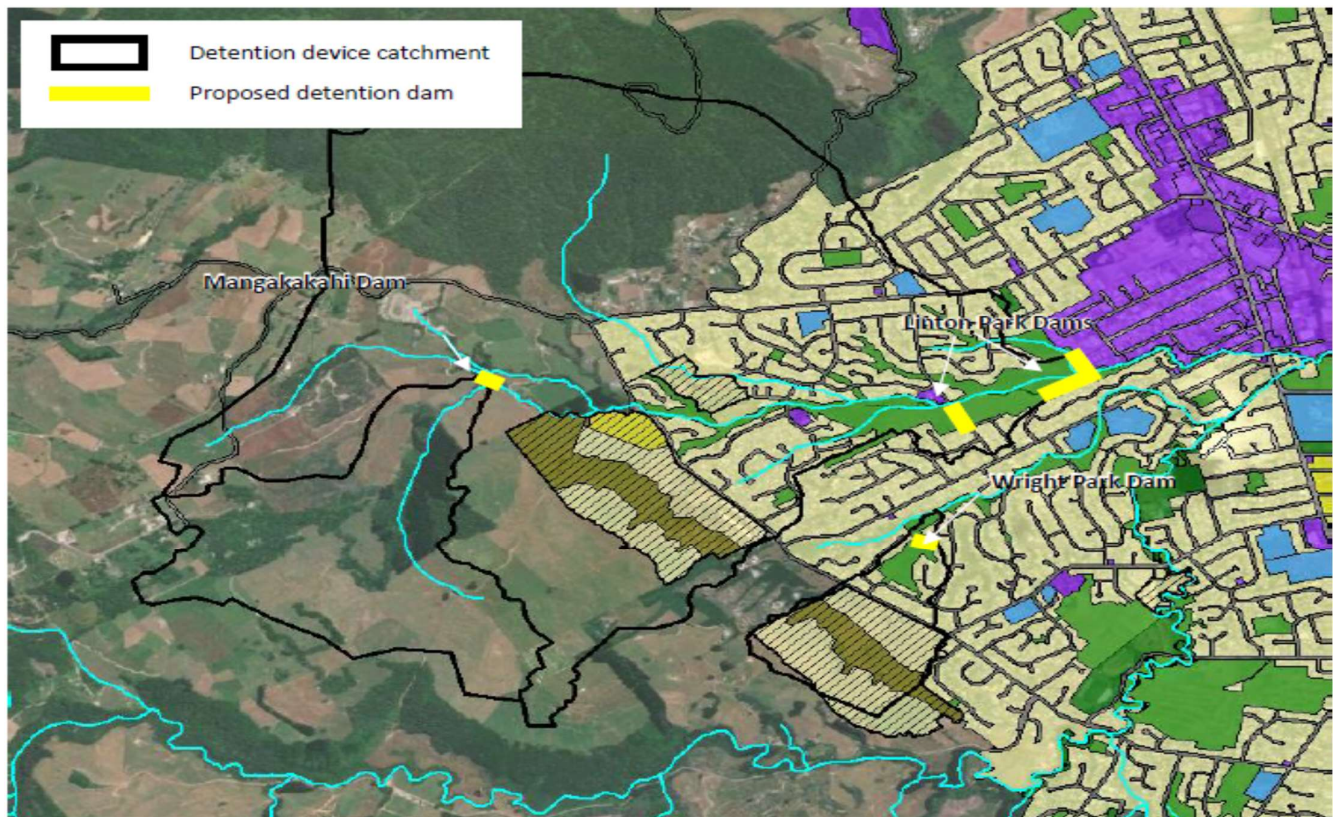 Detention device catchment
Proposed detention dam
Mangakakahi Dam
Linton Park Dams
Wright Park Dam